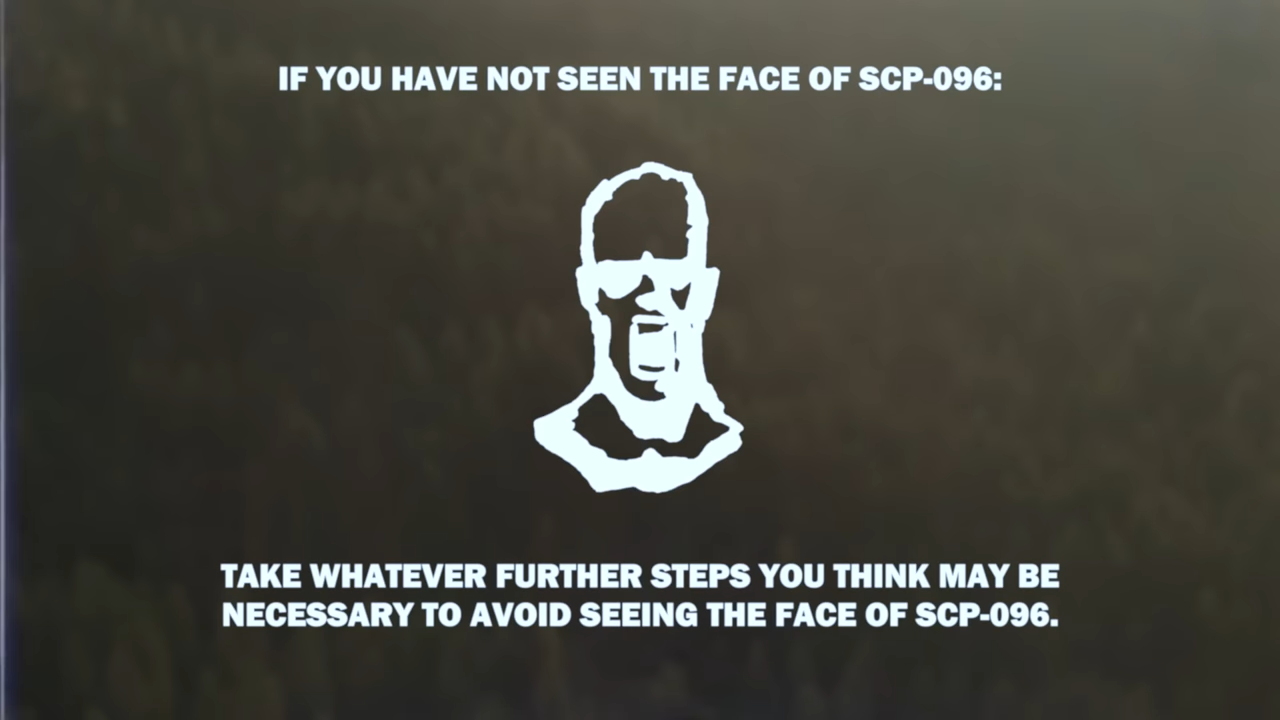 IF YOU HAVE NOT SEEN THE FACE OF SCP-096:
TAKE WHATEVER FURTHER STEPS YOU THINK MAY BE
NECESSARY TO AVOID SEEING THE FACE OF SCP-096.